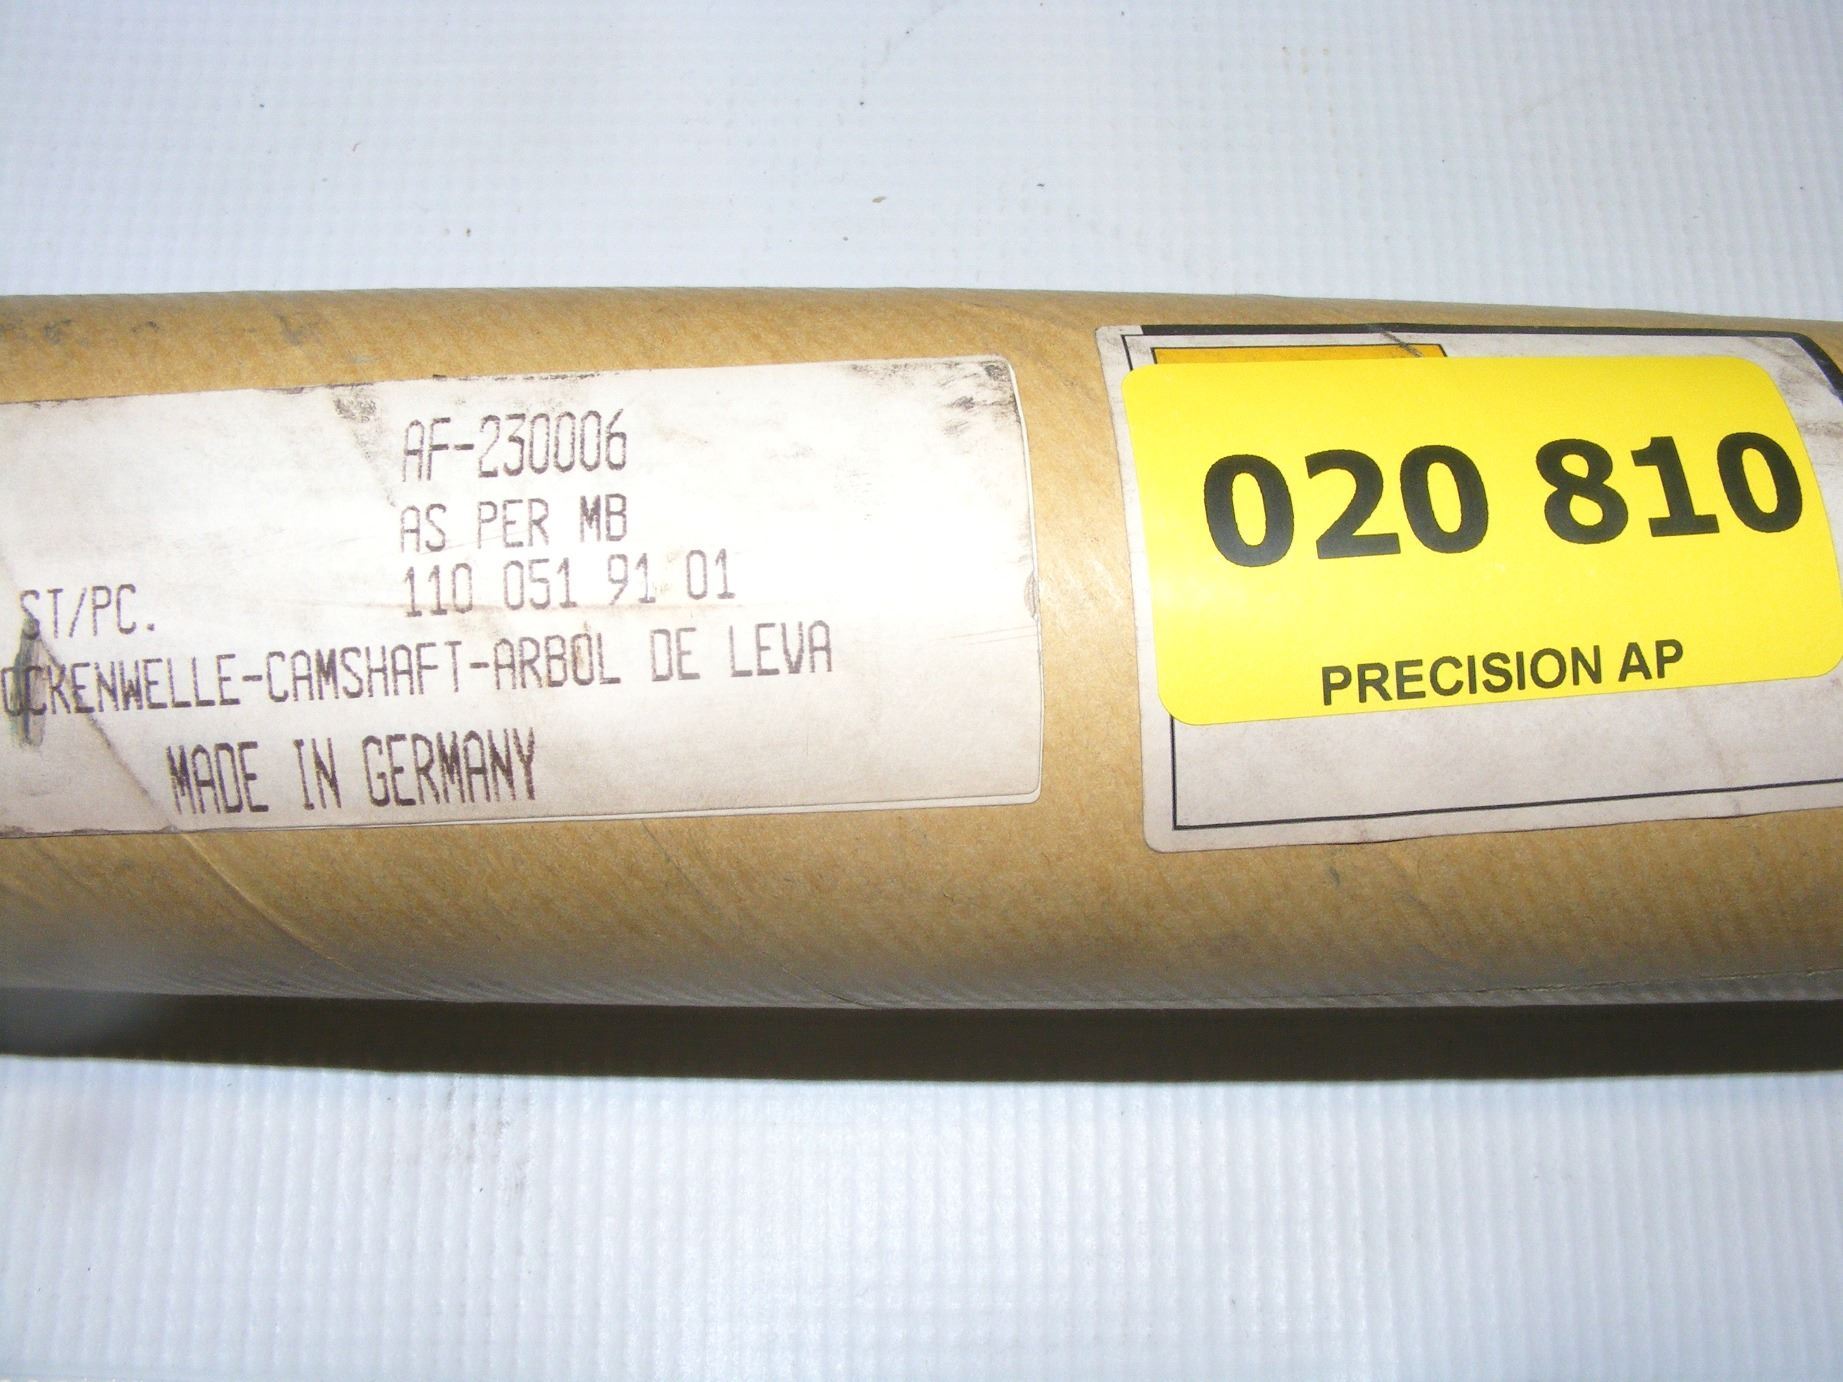 AF-230006
AS PER MB
110 051 91 01
ST/PC.
OCKENWELLE-CAMSHAFT-ARBOL DE LEVA
MADE IN GERMANY
020 810
PRECISION AP